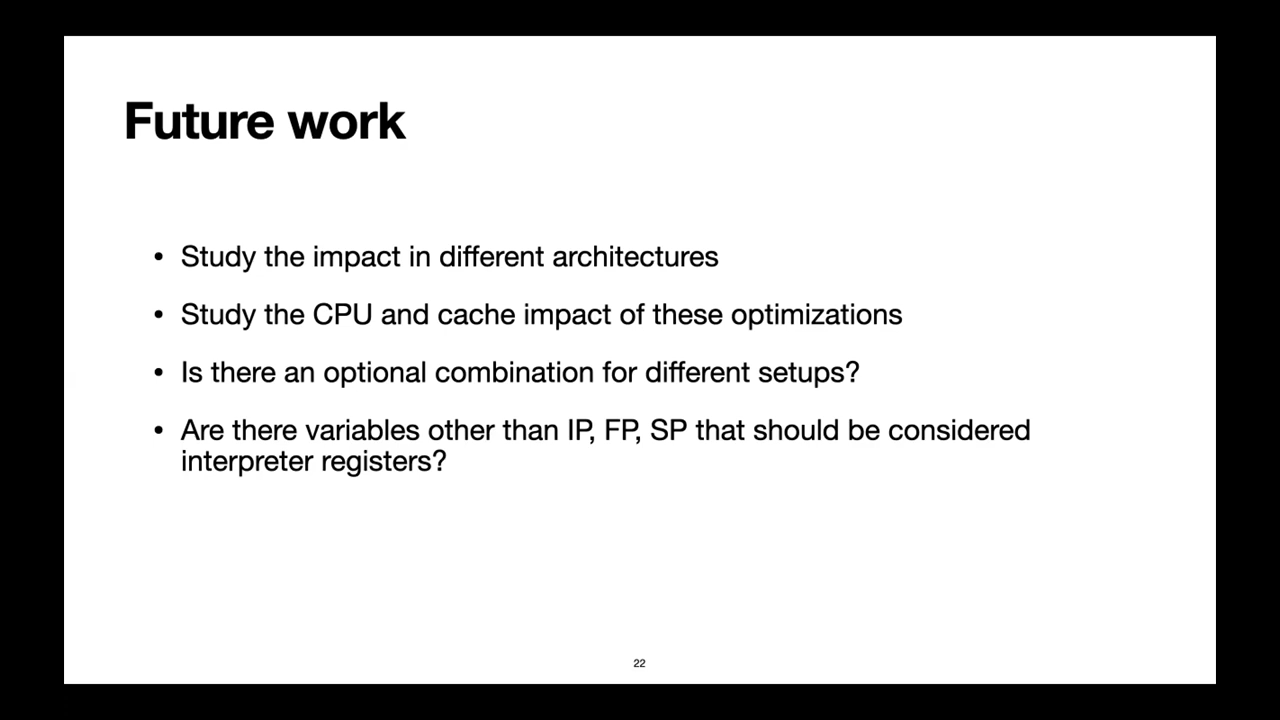 Future work
• Study the impact in different architectures
• Study the CPU and cache impact of these optimizations
• Is there an optional combination for different setups?
• Are there variables other than IP, FP, SP that should be considered
interpreter registers?
22